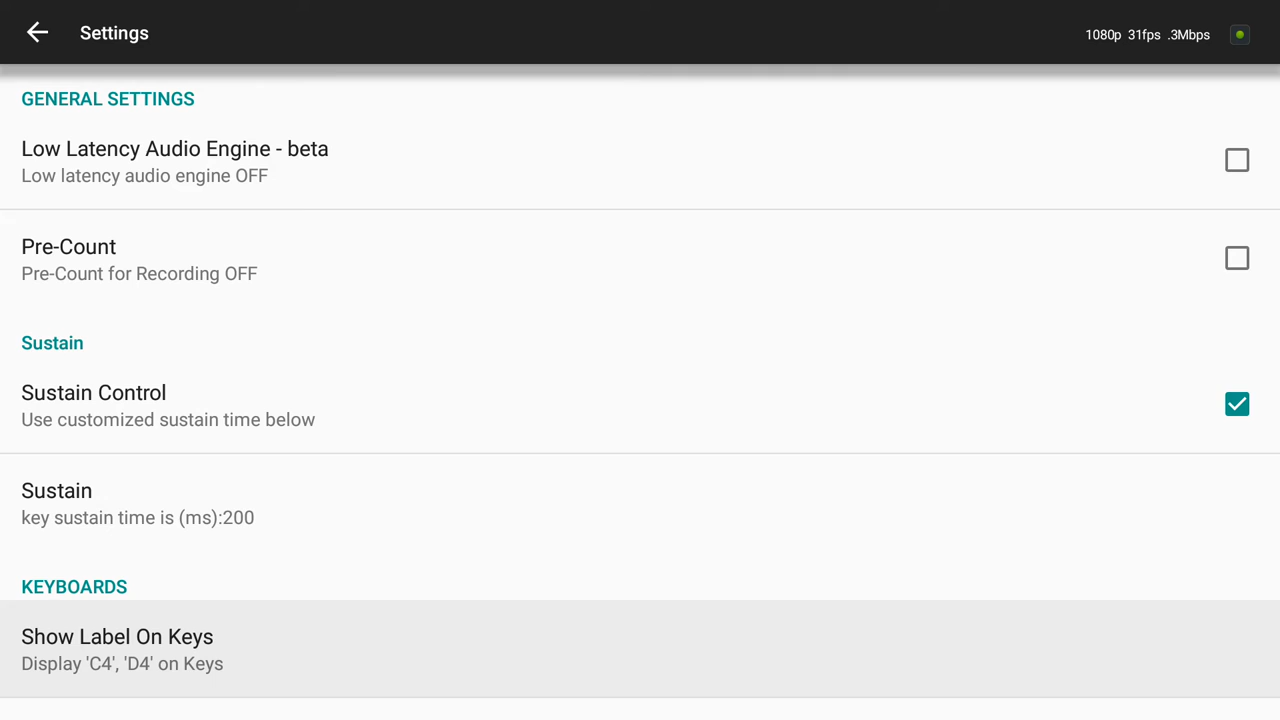 Settings
1080p 31fps .3Mbps
GENERAL SETTINGS
Low Latency Audio Engine - beta
Low latency audio engine OFF
Pre-Count
Pre-Count for Recording OFF
Sustain
Sustain Control
Use customized sustain time below
Sustain
key sustain time is (ms):200
KEYBOARDS
Show Label On Keys
Display 'C4', 'D4' on Keys